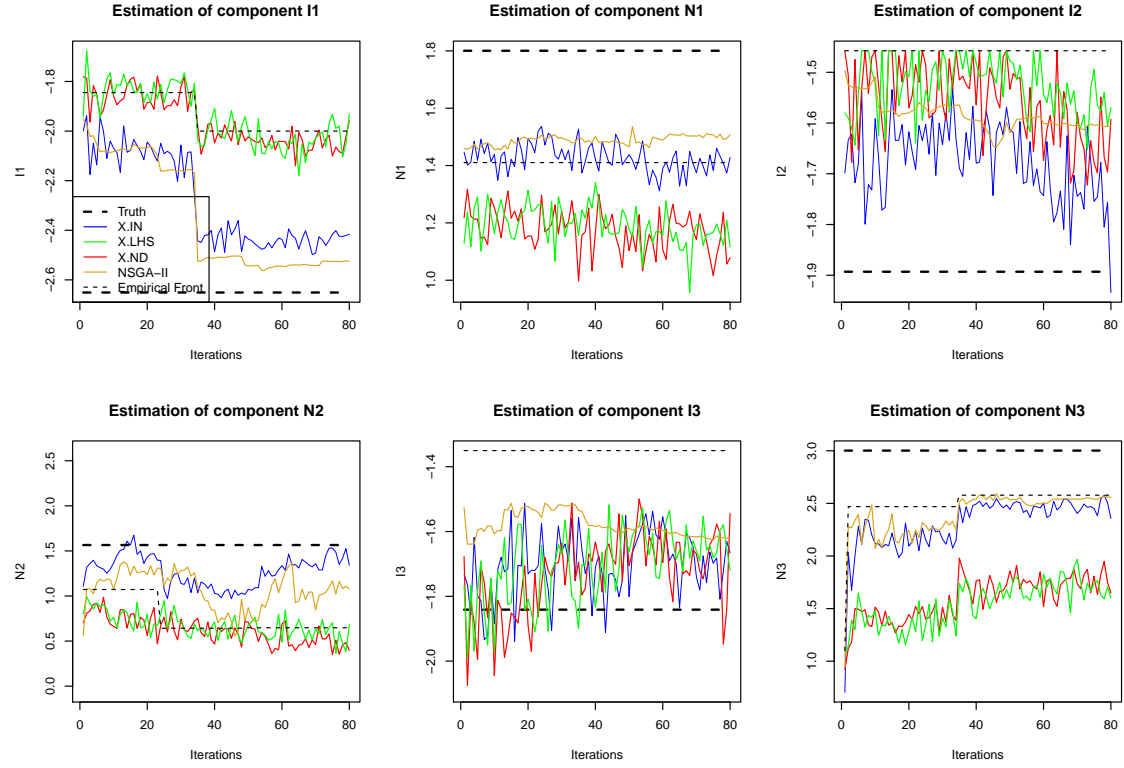 Estimation of component I1
I1
−1.8
−2.0
−2.2
−2.4
−2.6
Truth
X.IN
X.LHS
X.ND
NSGA−II
Empirical Front
0 20 40 60 80
Iterations
Estimation of component N1
N1
1.8
1.6
1.4
1.2
1.0
0 20 40 60 80
Iterations
Estimation of component I2
I2
−1.5
−1.6
−1.7
−1.8
−1.9
0 20 40 60 80
Iterations
Estimation of component N2
N2
2.5
2.0
1.5
1.0
0.5
0.0
0 20 40 60 80
Iterations
Estimation of component I3
I3
−1.4
−1.6
−1.8
−2.0
0 20 40 60 80
Iterations
Estimation of component N3
N3
3.0
2.5
2.0
1.5
1.0
0 20 40 60 80
Iterations